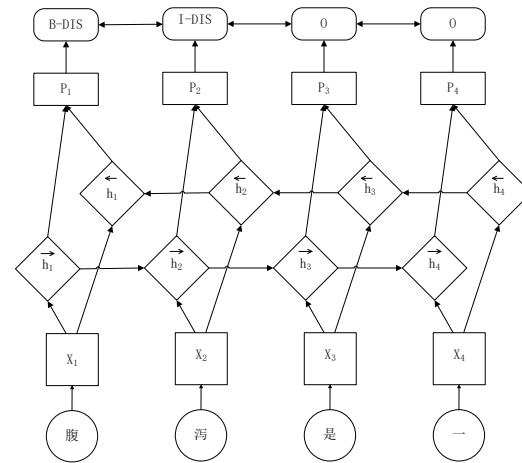 B-DIS I-DIS O O
P₁ P₂ P₃ P₄
←h₁ ←h₂ ←h₃ ←h₄
→h₁ →h₂ →h₃ →h₄
X₁ X₂ X₃ X₄
腹 泻 是 一